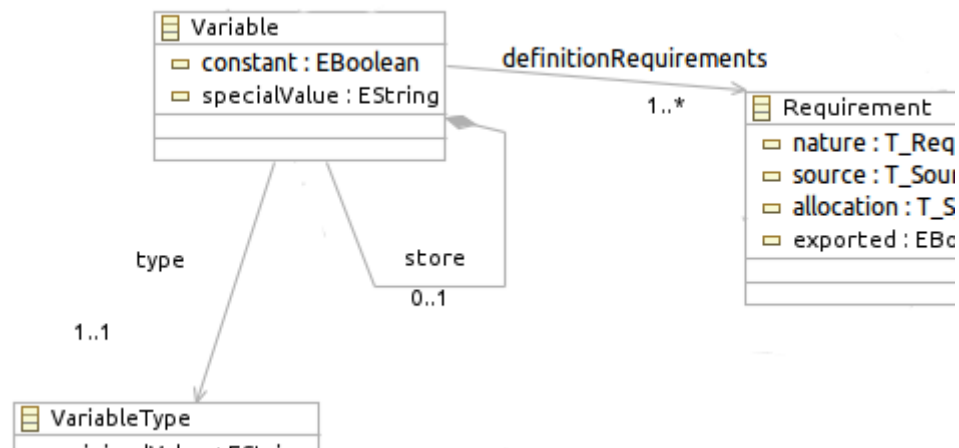 Variable
constant : EBoolean
specialValue : EString
definitionRequirements
1..*
Requirement
nature : T_Req
source : T_Sour
allocation : T_S
exported : EBo
type
store
0..1
1..1
VariableType